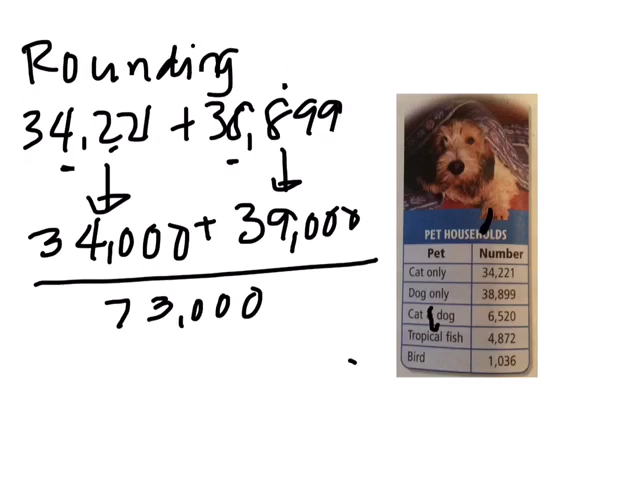 Rounding
34,221 + 38,899
34,000 + 39,000
73,000
PET HOUSEHOLDS
Pet Number
Cat only 34,221
Dog only 38,899
Cat { dog 6,520
Tropical fish 4,872
Bird 1,036